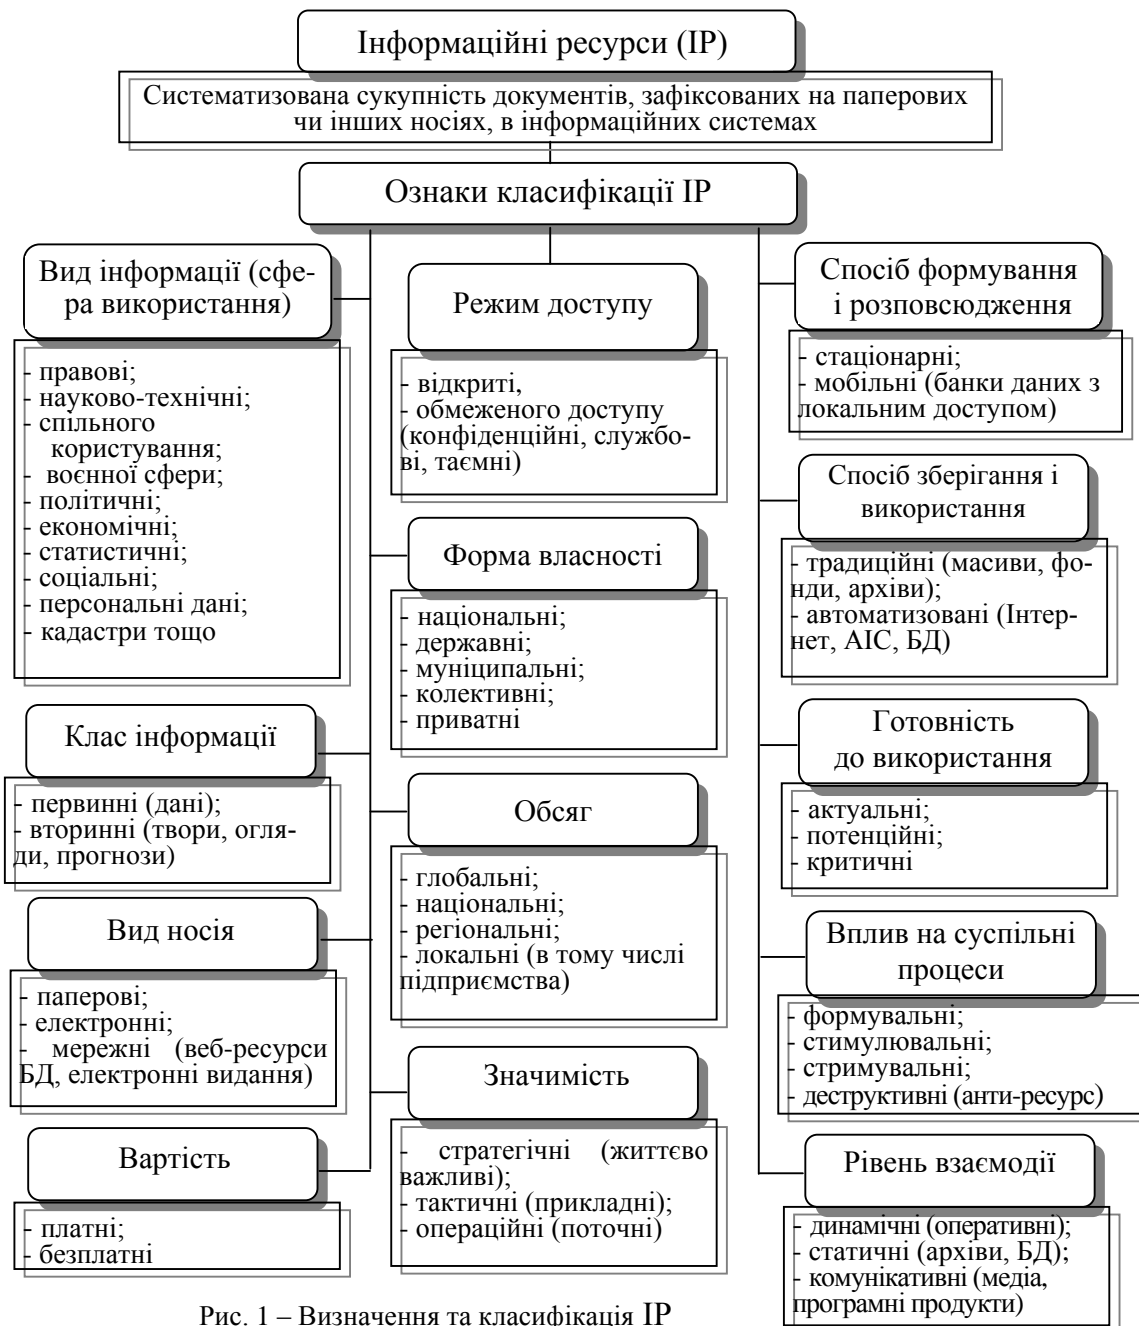 Інформаційні ресурси (ІР)
Систематизована сукупність документів, зафіксованих на паперових
чи інших носіях, в інформаційних системах
Ознаки класифікації ІР
Вид інформації (сфе-
ра використання)
- правові;
- науково-технічні;
- спільного
користування;
- воєнної сфери;
- політичні;
- економічні;
- статистичні;
- соціальні;
- персональні дані;
- кадастри тощо
Клас інформації
- первинні (дані);
- вторинні (твори, огля-
ди, прогнози)
Вид носія
- паперові;
- електронні;
- мережні (веб-ресурси
БД, електронні видання)
Вартість
- платні;
- безплатні
Режим доступу
- відкриті,
- обмеженого доступу
(конфіденційні, службо-
ві, таємні)
Форма власності
- національні;
- державні;
- муніципальні;
- колективні;
- приватні
Обсяг
- глобальні;
- національні;
- регіональні;
- локальні (в тому числі
підприємства)
Значимість
- стратегічні (життєво
важливі);
- тактичні (прикладні);
- операційні (поточні)
Спосіб формування
і розповсюдження
- стаціонарні;
- мобільні (банки даних з
локальним доступом)
Спосіб зберігання і
використання
- традиційні (масиви, фо-
нди, архіви);
- автоматизовані (Інтер-
нет, АІС, БД)
Готовність
до використання
- актуальні;
- потенційні;
- критичні
Вплив на суспільні
процеси
- формувальні;
- стимулювальні;
- стримувальні;
- деструктивні (анти-ресурс)
Рівень взаємодії
- динамічні (оперативні);
- статичні (архіви, БД);
- комунікативні (медіа,
програмні продукти)
Рис. 1 – Визначення та класифікація ІР